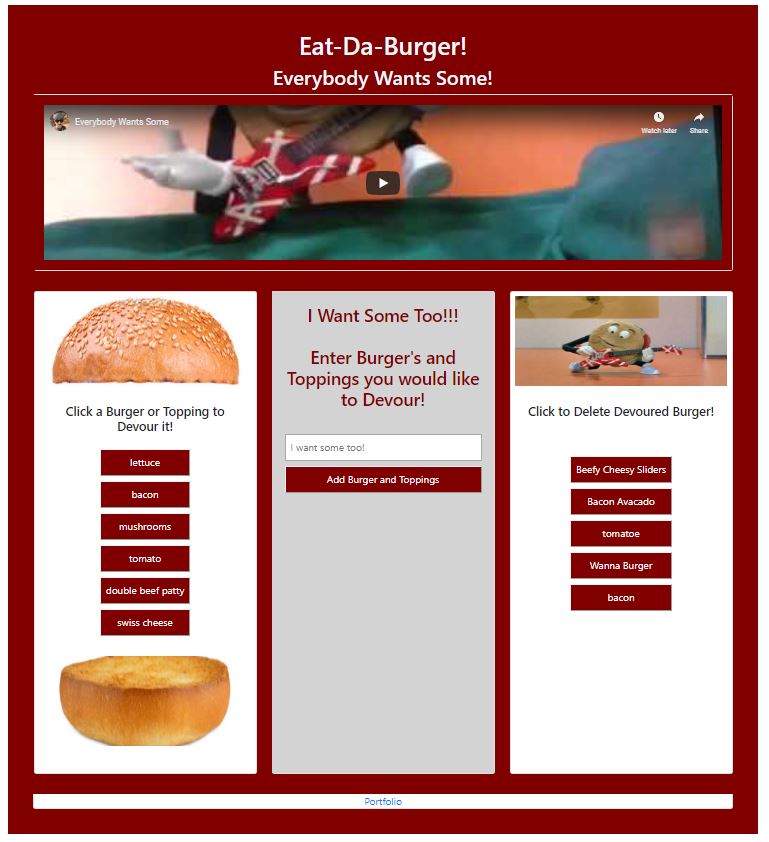 Eat-Da-Burger!
Everybody Wants Some!
Everybody Wants Some
Watch later
Share
Click a Burger or Topping to
Devour it!
lettuce
bacon
mushrooms
tomato
double beef patty
swiss cheese
I Want Some Too!!!
Enter Burger's and
Toppings you would like
to Devour!
I want some too!
Add Burger and Toppings
Click to Delete Devoured Burger!
Beefy Cheesy Sliders
Bacon Avacado
tomatoe
Wanna Burger
bacon
Portfolio